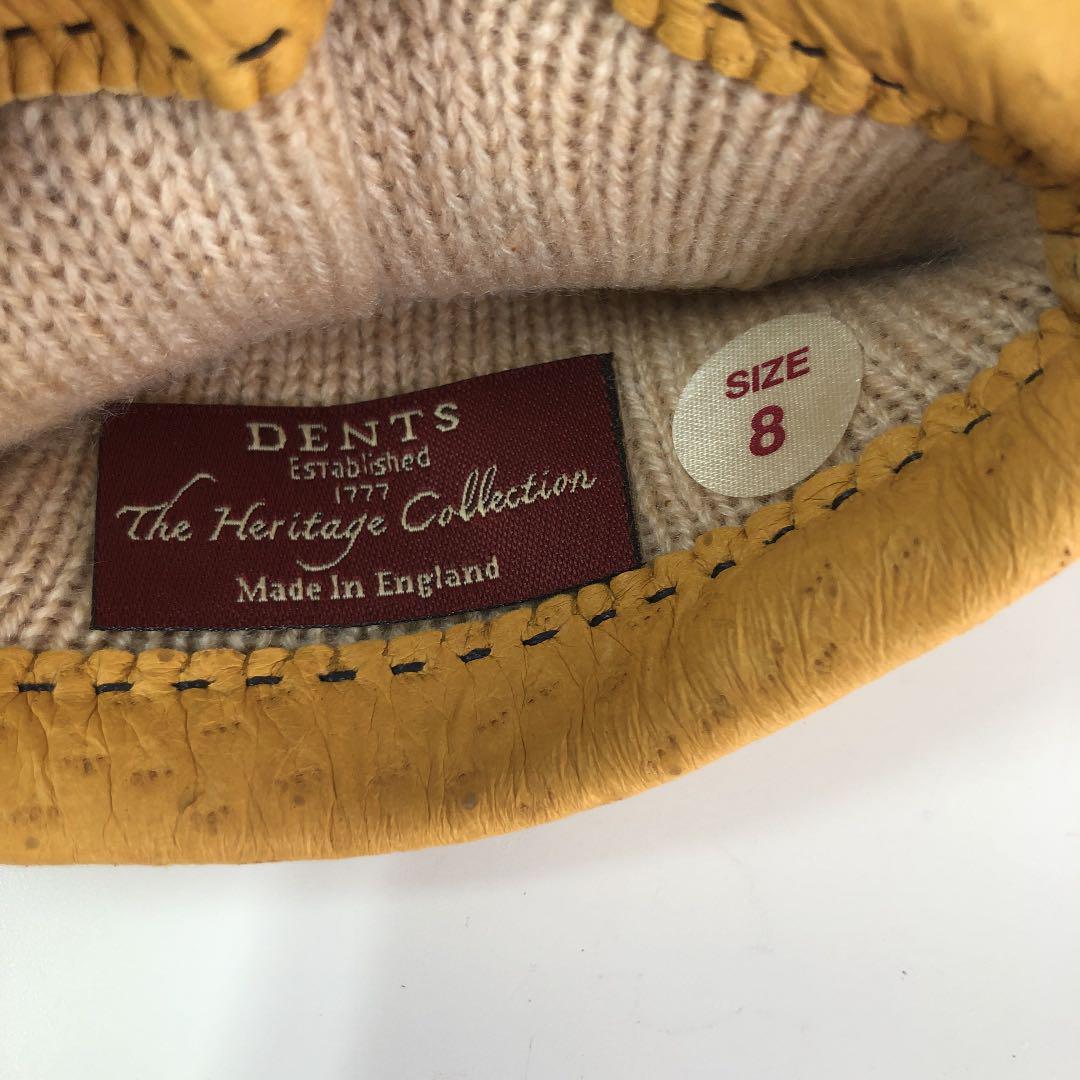 DENTS
Established
1777
The Heritage Collection
Made In England
SIZE
8